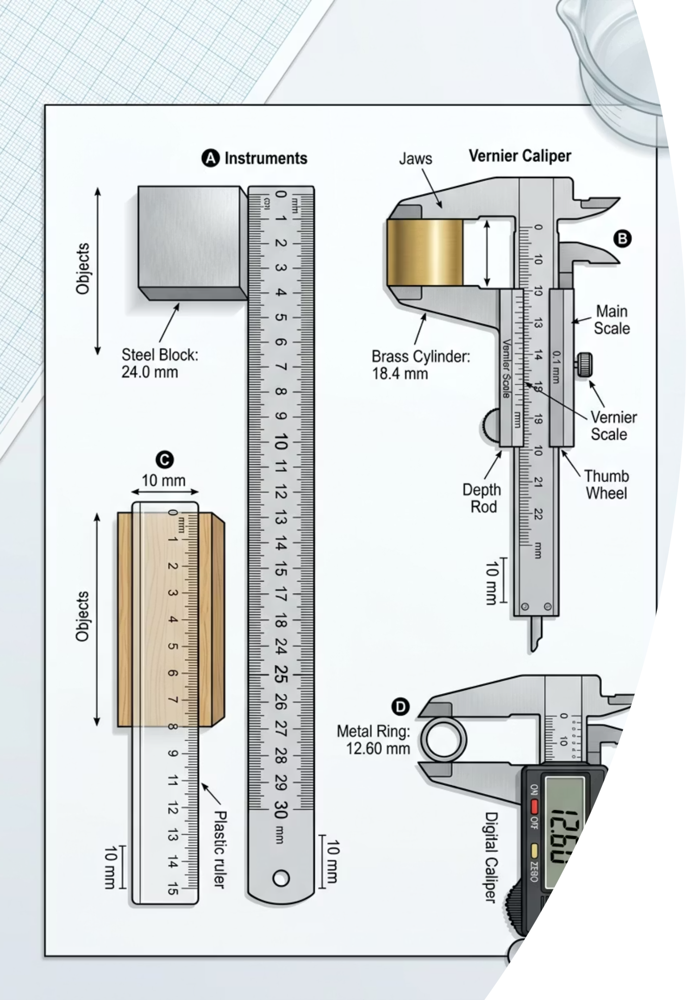 A Instruments
Objects
Steel Block:
24.0 mm
0
cm
mm
1
2
3
4
5
6
7
8
9
10
11
12
13
14
15
17
18
24
25
26
27
28
29
30
mm
10 mm
C
10 mm
Objects
0
mm
1
2
3
4
5
6
7
8
9
11
12
13
14
15
10 mm
Plastic ruler
Vernier Caliper
Jaws
B
Brass Cylinder:
18.4 mm
0
10
19
13
14
19
19
10
21
22
mm
Vernier Scale
mm
0.1 mm
Main
Scale
Vernier
Scale
Thumb
Wheel
Depth
Rod
10 mm
D
Metal Ring:
12.60 mm
0
10
ON
OFF
ZERO
12.60
Digital Caliper